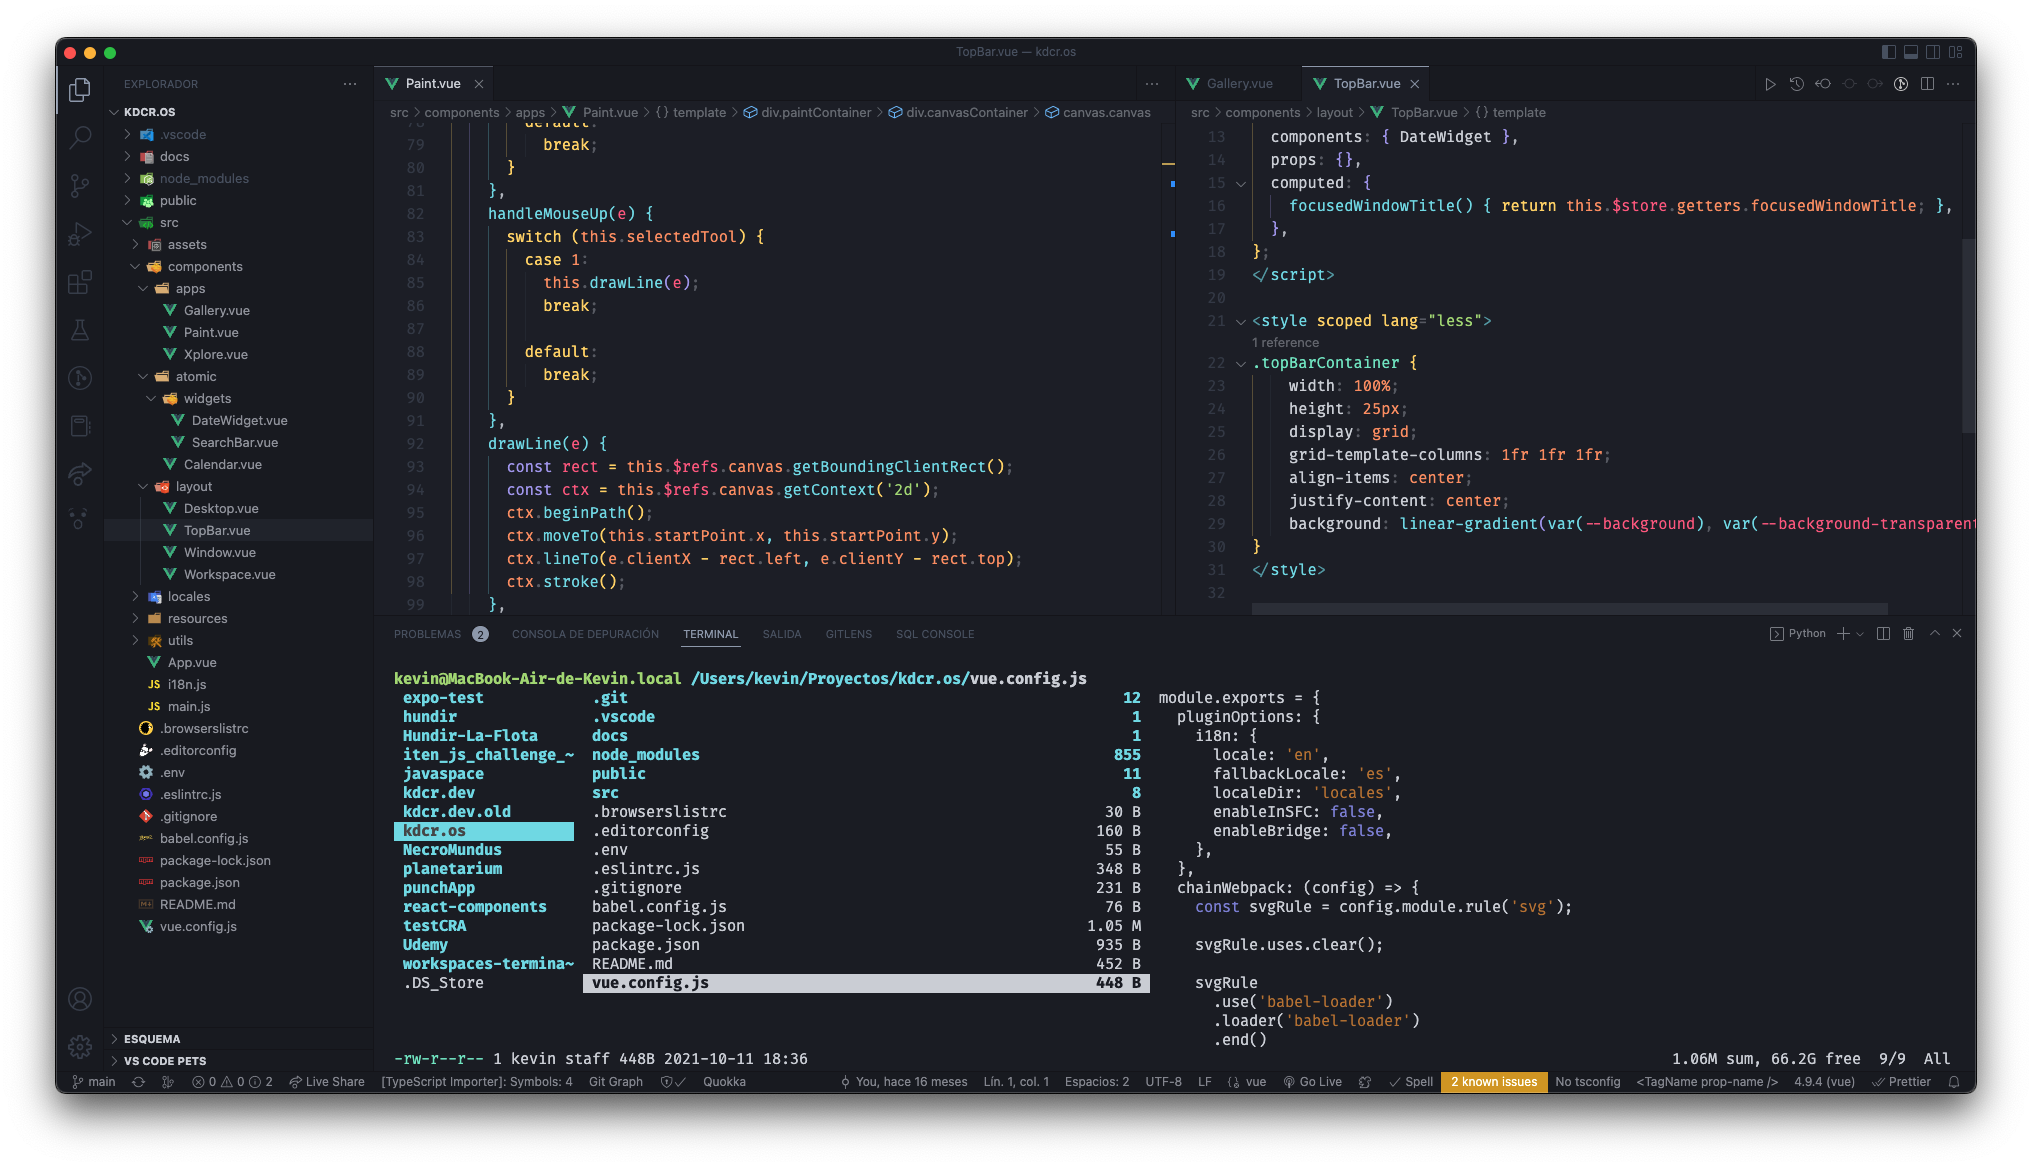 TopBar.vue — kdcr.os
EXPLORADOR
KDCR.OS
.vscode
docs
node_modules
public
src
assets
components
apps
Gallery.vue
Paint.vue
Xplore.vue
atomic
widgets
DateWidget.vue
SearchBar.vue
Calendar.vue
layout
Desktop.vue
TopBar.vue
Window.vue
Workspace.vue
locales
resources
utils
App.vue
JS i18n.js
JS main.js
.browserslistrc
.editorconfig
.env
.eslintrc.js
.gitignore
babel.config.js
package-lock.json
package.json
README.md
vue.config.js
ESQUEMA
VS CODE PETS
Paint.vue
src > components > apps > Paint.vue > {} template > div.paintContainer > div.canvasContainer > canvas.canvas
78 default:
79 break;
80 }
81 },
82 handleMouseUp(e) {
83 switch (this.selectedTool) {
84 case 1:
85 this.drawLine(e);
86 break;
87
88 default:
89 break;
90 }
91 },
92 drawLine(e) {
93 const rect = this.$refs.canvas.getBoundingClientRect();
94 const ctx = this.$refs.canvas.getContext('2d');
95 ctx.beginPath();
96 ctx.moveTo(this.startPoint.x, this.startPoint.y);
97 ctx.lineTo(e.clientX - rect.left, e.clientY - rect.top);
98 ctx.stroke();
99 },
Gallery.vue TopBar.vue
src > components > layout > TopBar.vue > {} template
13 components: { DateWidget },
14 props: {},
15 computed: {
16 focusedWindowTitle() { return this.$store.getters.focusedWindowTitle; },
17 },
18 };
19 </script>
20
21 <style scoped lang="less">
1 reference
22 .topBarContainer {
23 width: 100%;
24 height: 25px;
25 display: grid;
26 grid-template-columns: 1fr 1fr 1fr;
27 align-items: center;
28 justify-content: center;
29 background: linear-gradient(var(--background), var(--background-transparent
30 }
31 </style>
32
PROBLEMAS 2 CONSOLA DE DEPURACIÓN TERMINAL SALIDA GITLENS SQL CONSOLE Python
kevin@MacBook-Air-de-Kevin.local /Users/kevin/Proyectos/kdcr.os/vue.config.js
expo-test .git 12 module.exports = {
hundir .vscode 1 pluginOptions: {
Hundir-La-Flota docs 1 i18n: {
iten_js_challenge_~ node_modules 855 locale: 'en',
javaspace public 11 fallbackLocale: 'es',
kdcr.dev src 8 localeDir: 'locales',
kdcr.dev.old .browserslistrc 30 B enableInSFC: false,
kdcr.os .editorconfig 160 B enableBridge: false,
NecroMundus .env 55 B },
planetarium .eslintrc.js 348 B },
punchApp .gitignore 231 B chainWebpack: (config) => {
react-components babel.config.js 76 B const svgRule = config.module.rule('svg');
testCRA package-lock.json 1.05 M
Udemy package.json 935 B svgRule.uses.clear();
workspaces-termina~ README.md 452 B
.DS_Store vue.config.js 448 B svgRule
.use('babel-loader')
.loader('babel-loader')
.end()
-rw-r--r-- 1 kevin staff 448B 2021-10-11 18:36 1.06M sum, 66.2G free 9/9 All
main 0 0 2 Live Share [TypeScript Importer]: Symbols: 4 Git Graph Quokka You, hace 16 meses Lín. 1, col. 1 Espacios: 2 UTF-8 LF vue Go Live Spell 2 known issues No tsconfig <TagName prop-name /> 4.9.4 (vue) Prettier